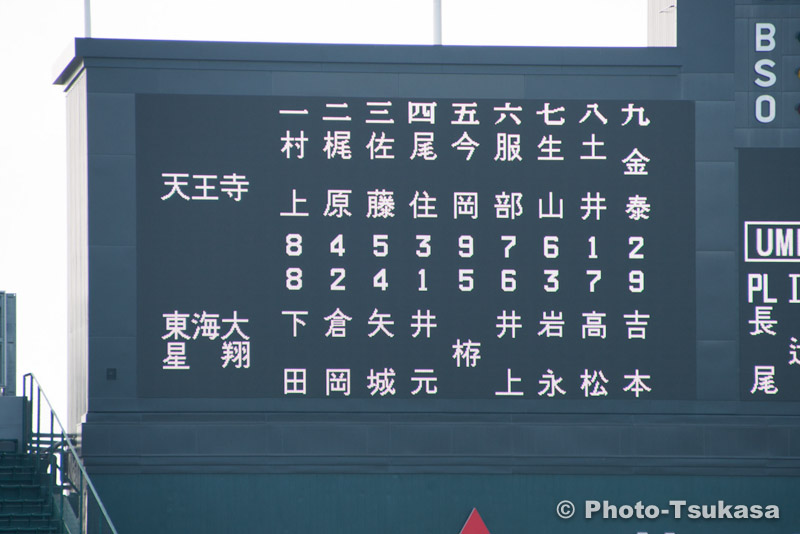 一 二 三 四 五 六 七 八 九
天王寺
村上 梶原 佐藤 尾住 今岡 服部 生山 土井 金泰
8 4 5 3 9 7 6 1 2
8 2 4 1 5 6 3 7 9
東海大
星翔
下田 倉岡 矢城 井元 栫 井上 岩永 高松 吉本
B
S
O
UM
PL
長
尾
© Photo-Tsukasa